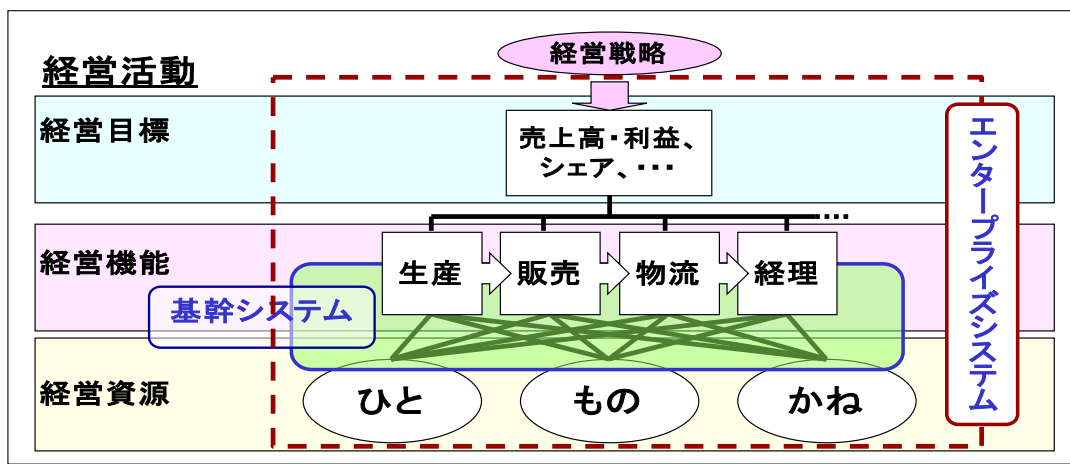 経営戦略
経営活動
経営目標
売上高・利益、
シェア、・・・
経営機能
生産
販売
物流
経理
基幹システム
経営資源
ひと
もの
かね
エンタープライズシステム